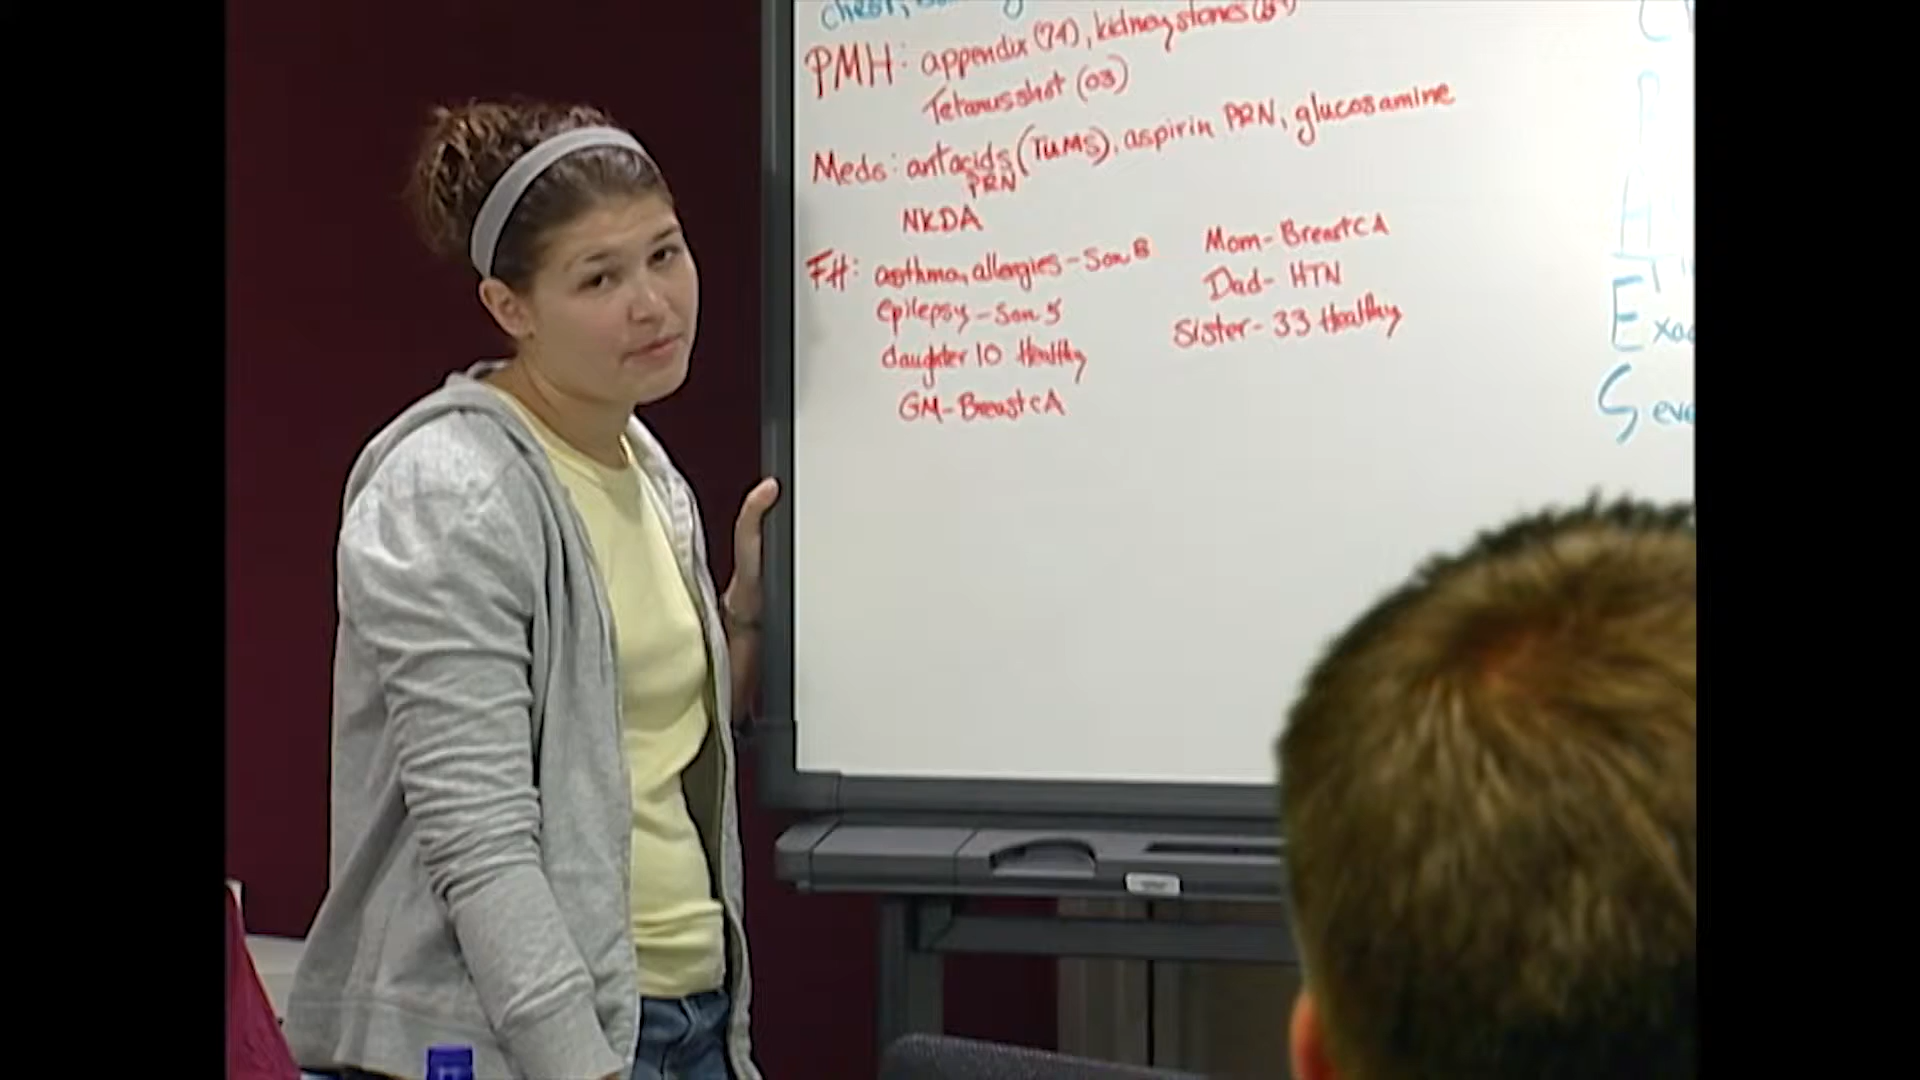 chest,
PMH: appendix (74), kidney stones
Tetanus shot (03)
Meds: antacids (TUMS), aspirin PRN, glucosamine
PRN
NKDA
FH: asthma, allergies - Son 8
Epilepsy - Son 5
daughter 10 Healthy
GM - Breast CA
Mom - Breast CA
Dad - HTN
Sister - 33 Healthy